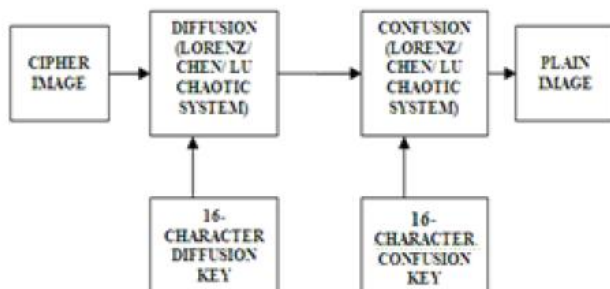 CIPHER
IMAGE
DIFFUSION
(LORENZ/
CHEN/ LU
CHAOTIC
SYSTEM)
CONFUSION
(LORENZ/
CHEN/ LU
CHAOTIC
SYSTEM)
PLAIN
IMAGE
16-
CHARACTER
DIFFUSION
KEY
16-
CHARACTER
CONFUSION
KEY